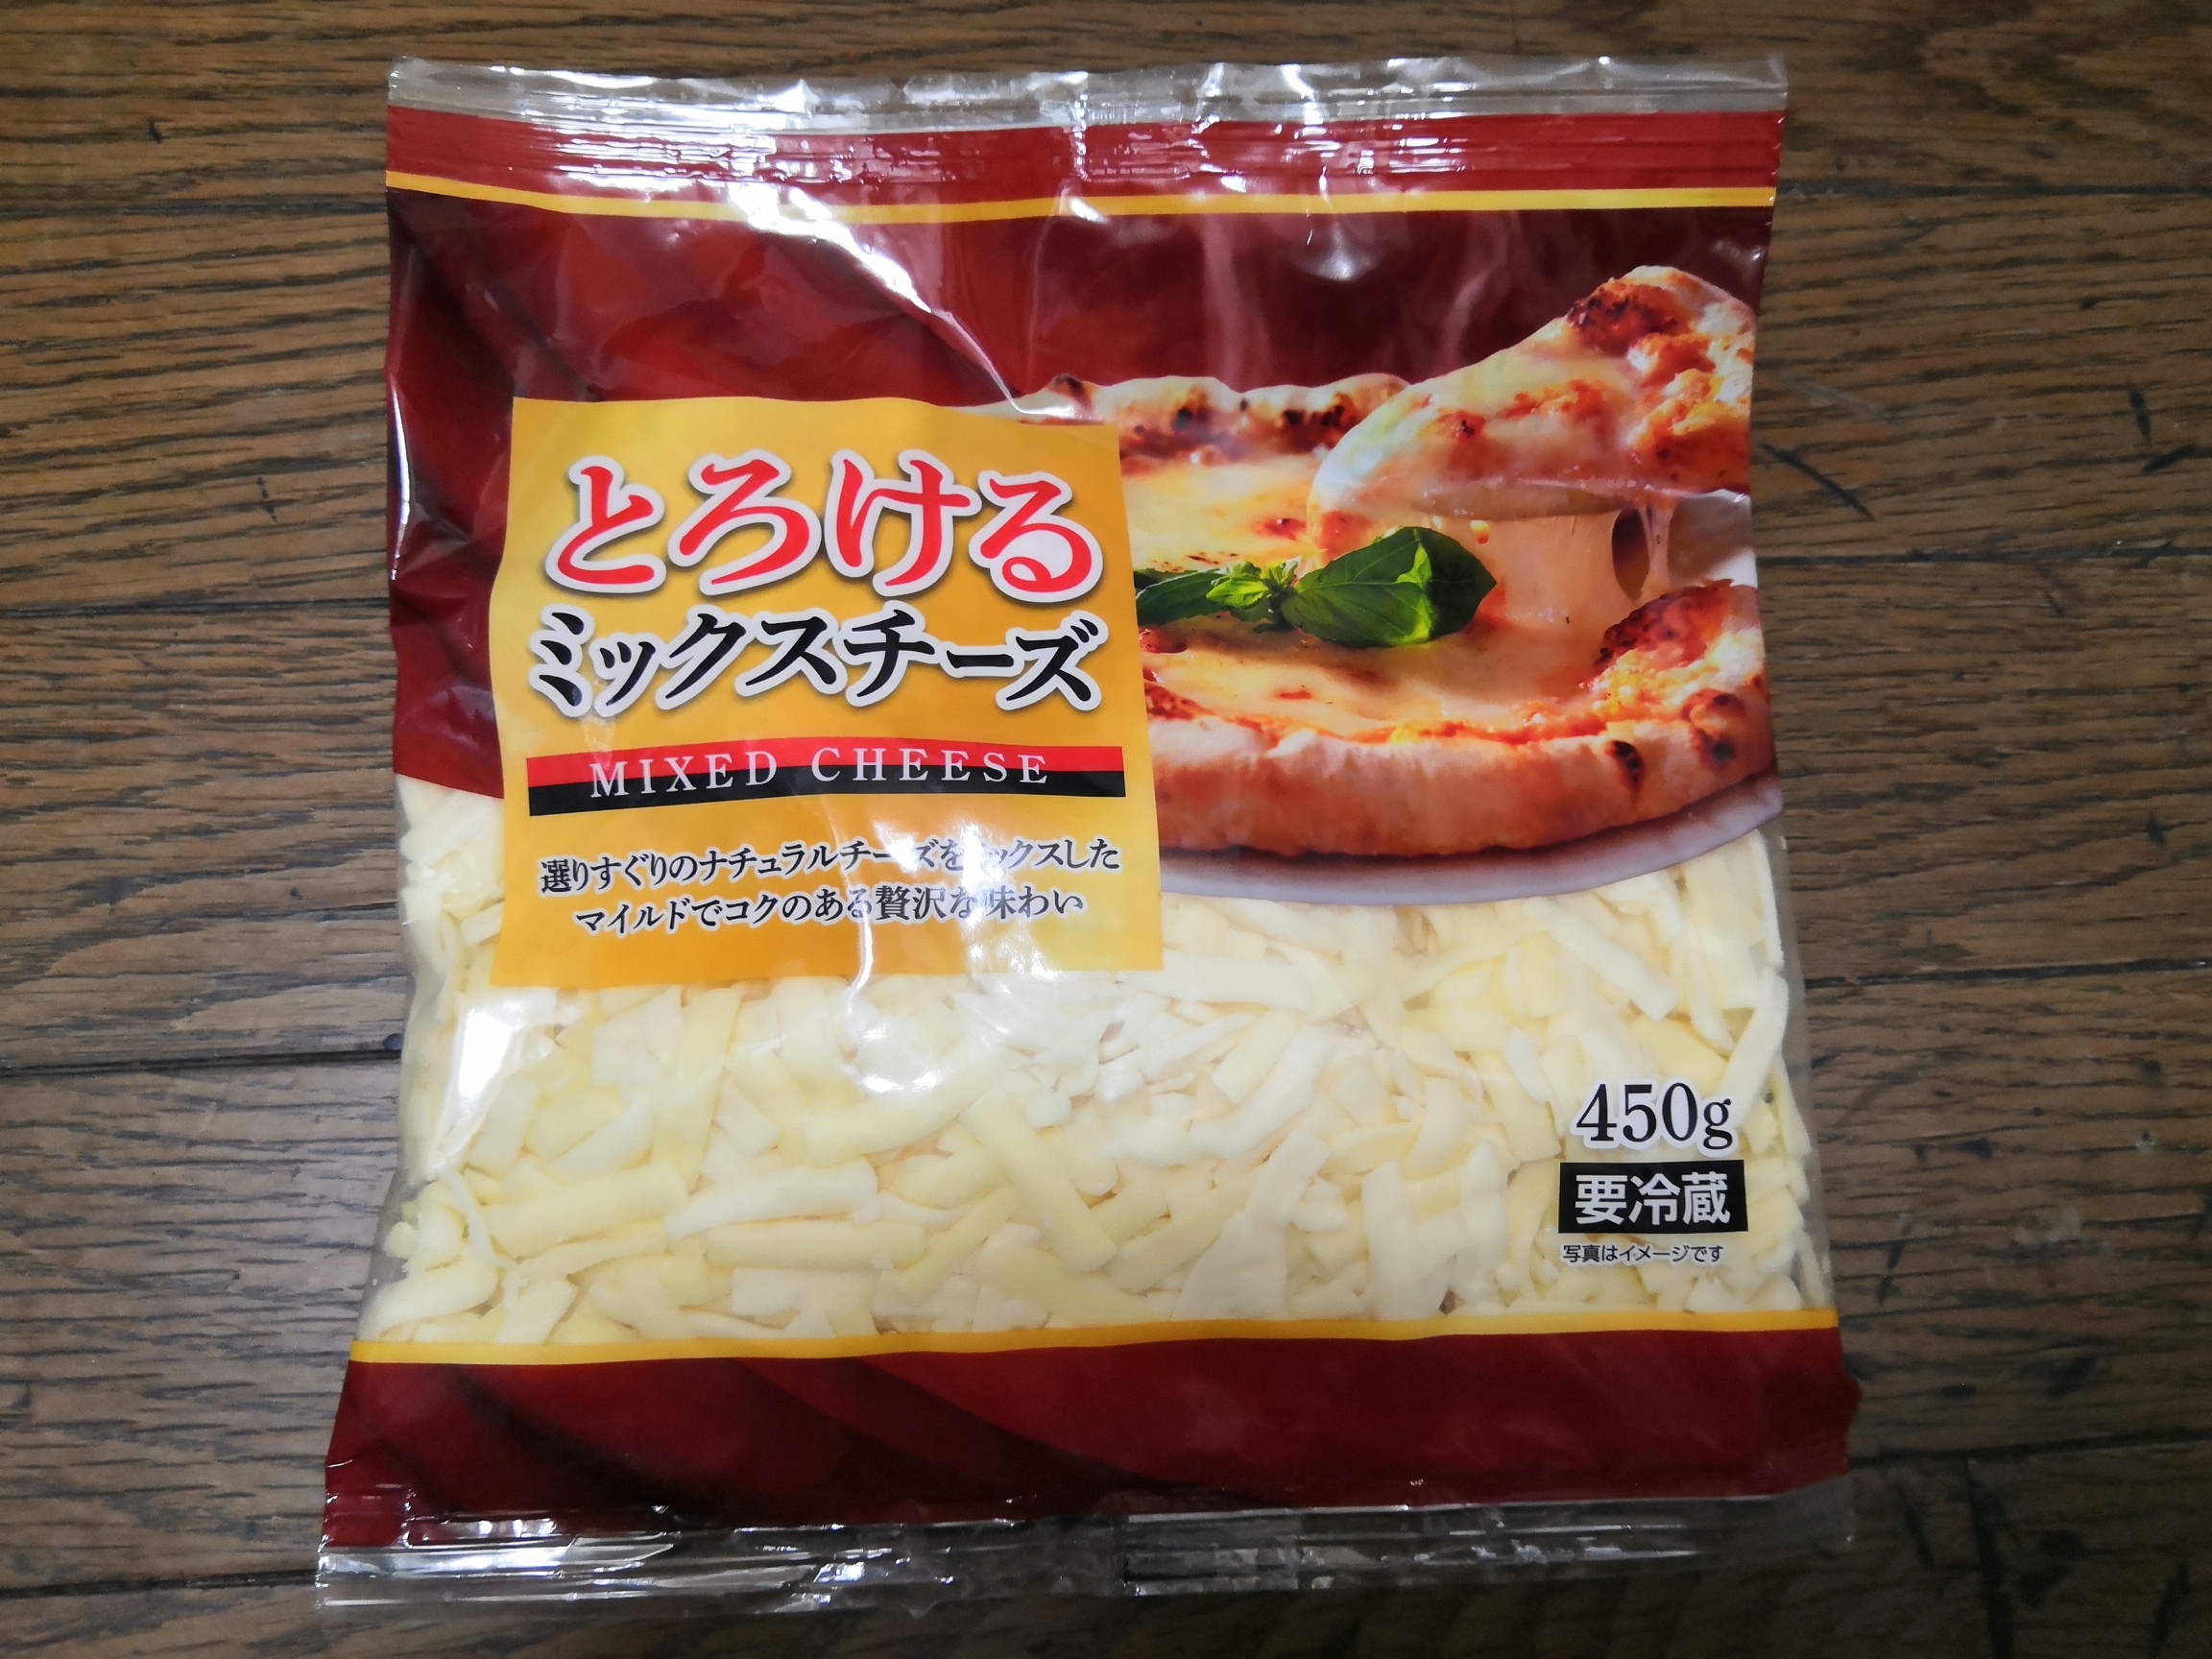 とろける
ミックスチーズ
MIXED CHEESE
選りすぐりのナチュラルチーズをミックスした
マイルドでコクのある贅沢な味わい
450g
要冷蔵
写真はイメージです